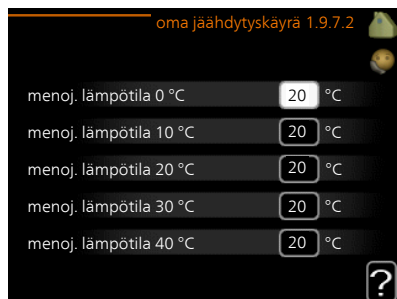 oma jäähdytyskäyrä 1.9.7.2
menoj. lämpötila 0 °C 20 °C
menoj. lämpötila 10 °C 20 °C
menoj. lämpötila 20 °C 20 °C
menoj. lämpötila 30 °C 20 °C
menoj. lämpötila 40 °C 20 °C
?